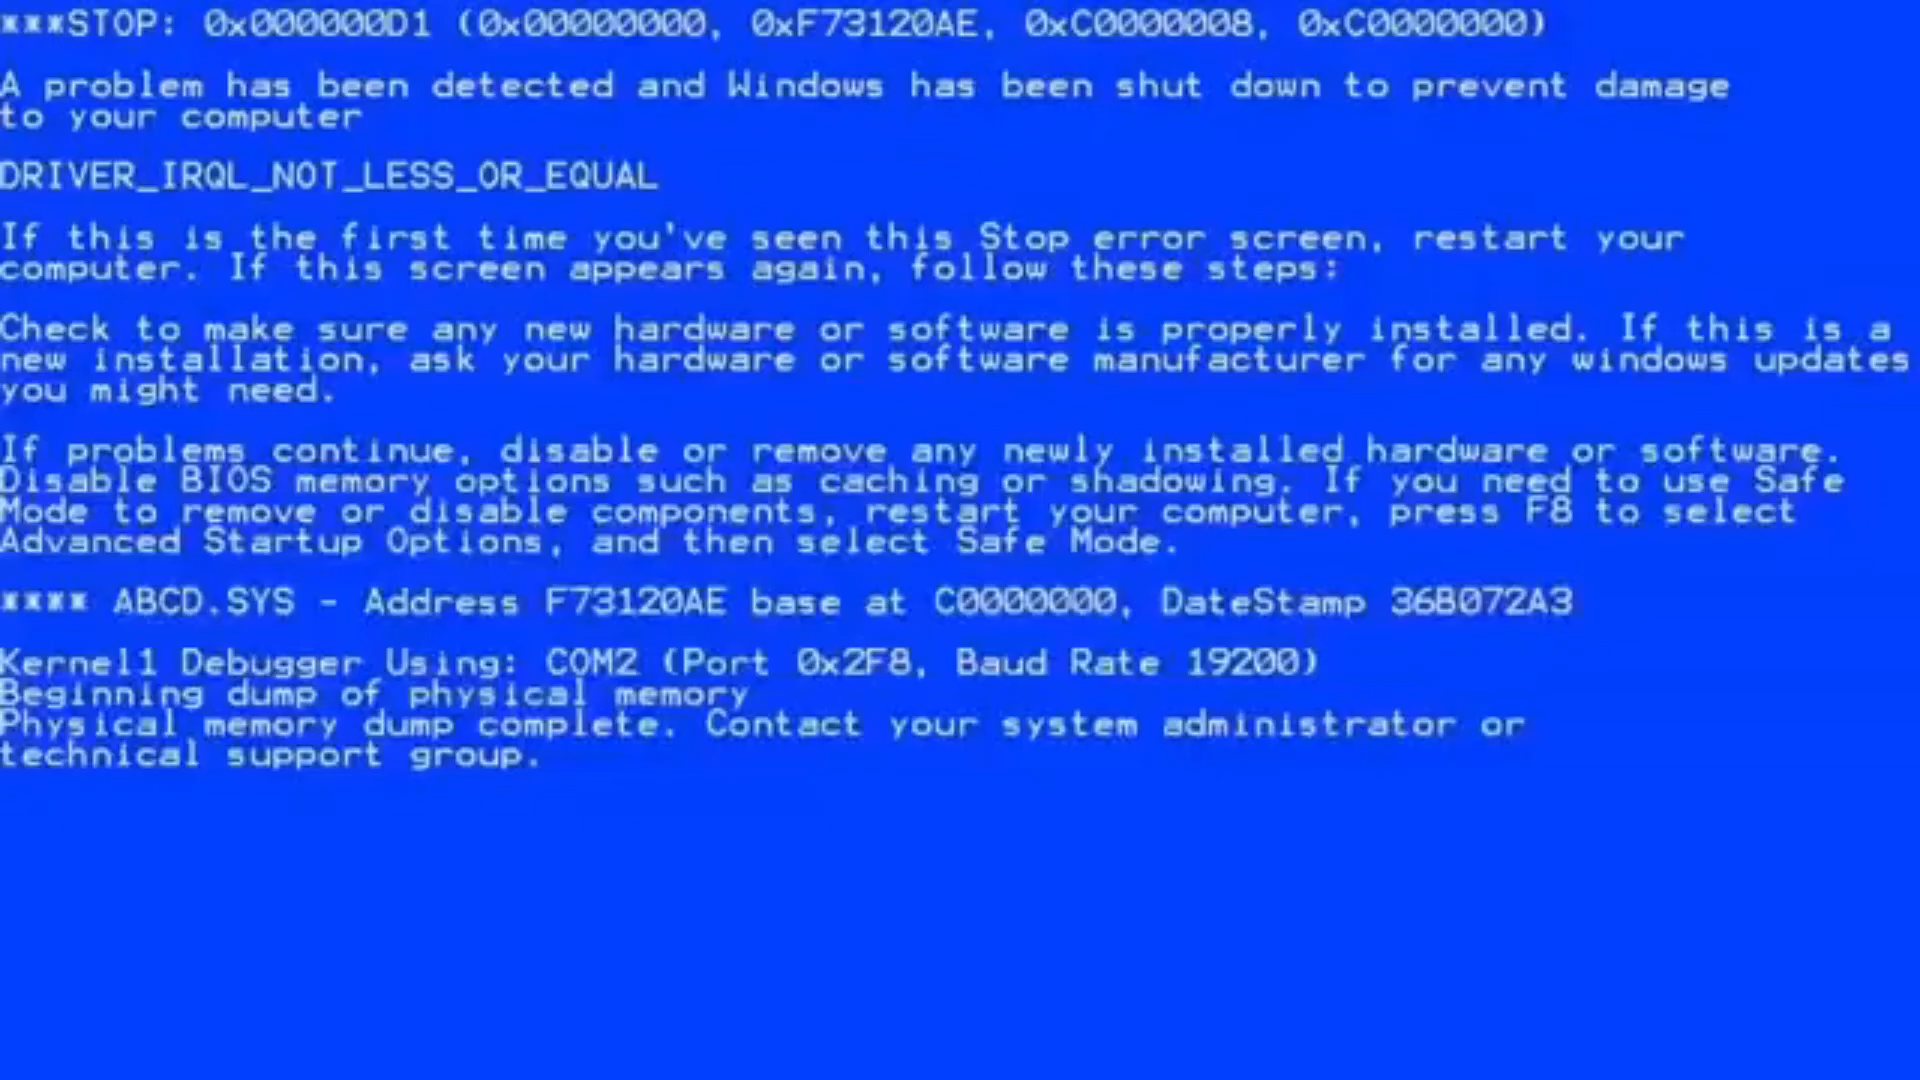 ***STOP: 0x000000D1 (0x00000000, 0xF73120AE, 0xC0000008, 0xC0000000)
A problem has been detected and Windows has been shut down to prevent damage
to your computer
DRIVER_IRQL_NOT_LESS_OR_EQUAL
If this is the first time you've seen this Stop error screen, restart your
computer. If this screen appears again, follow these steps:
Check to make sure any new hardware or software is properly installed. If this is a
new installation, ask your hardware or software manufacturer for any windows updates
you might need.
If problems continue, disable or remove any newly installed hardware or software.
Disable BIOS memory options such as caching or shadowing. If you need to use Safe
Mode to remove or disable components, restart your computer, press F8 to select
Advanced Startup Options, and then select Safe Mode.
**** ABCD.SYS - Address F73120AE base at C0000000, DateStamp 36B072A3
Kernel1 Debugger Using: COM2 (Port 0x2F8, Baud Rate 19200)
Beginning dump of physical memory
Physical memory dump complete. Contact your system administrator or
technical support group.